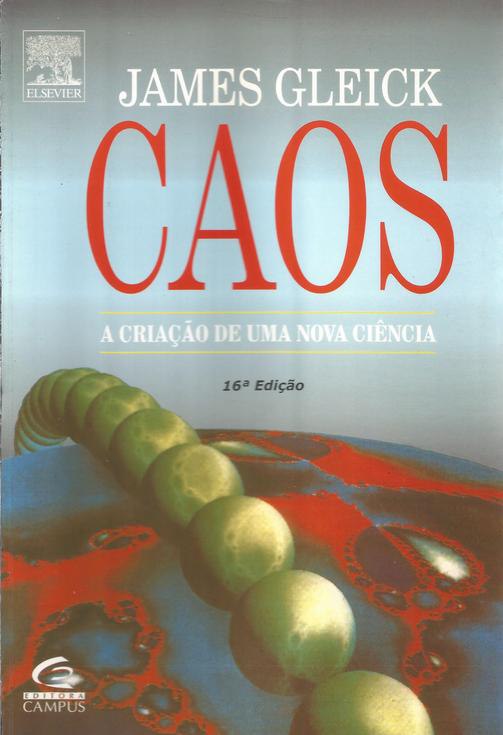 ELSEVIER
JAMES GLEICK
CAOS
A CRIAÇÃO DE UMA NOVA CIÊNCIA
16ª Edição
EDITORA
CAMPUS